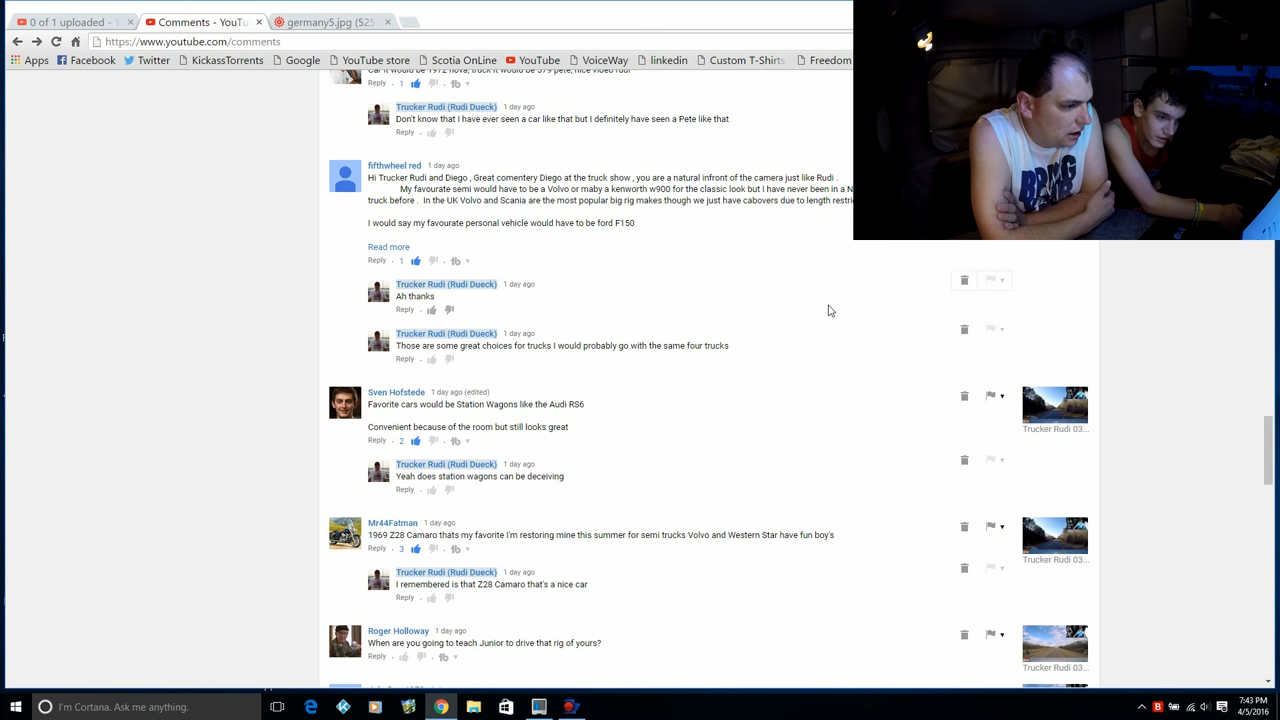 0 of 1 uploaded - Y
Comments - YouTu
germany5.jpg (525
https://www.youtube.com/comments
Apps
Facebook
Twitter
KickassTorrents
Google
YouTube store
Scotia OnLine
YouTube
VoiceWay
linkedin
Custom T-Shirts
Freedom
Reply 1
Trucker Rudi (Rudi Dueck) 1 day ago
Don't know that I have ever seen a car like that but I definitely have seen a Pete like that
Reply
fifthwheel red 1 day ago
Hi Trucker Rudi and Diego , Great comentery Diego at the truck show , you are a natural infront of the camera just like Rudi .
My favourate semi would have to be a Volvo or maby a kenworth w900 for the classic look but I have never been in a N
truck before . In the UK Volvo and Scania are the most popular big rig makes though we just have cabovers due to length restri
I would say my favourate personal vehicle would have to be ford F150
Read more
Reply 1
Trucker Rudi (Rudi Dueck) 1 day ago
Ah thanks
Reply
Trucker Rudi (Rudi Dueck) 1 day ago
Those are some great choices for trucks I would probably go with the same four trucks
Reply
Sven Hofstede 1 day ago (edited)
Favorite cars would be Station Wagons like the Audi RS6
Convenient because of the room but still looks great
Reply 2
Trucker Rudi 03...
Trucker Rudi (Rudi Dueck) 1 day ago
Yeah does station wagons can be deceiving
Reply
Mr44Fatman 1 day ago
1969 Z28 Camaro thats my favorite I'm restoring mine this summer for semi trucks Volvo and Western Star have fun boy's
Reply 3
Trucker Rudi 03...
Trucker Rudi (Rudi Dueck) 1 day ago
I remembered is that Z28 Camaro that's a nice car
Reply
Roger Holloway 1 day ago
When are you going to teach Junior to drive that rig of yours?
Reply
Trucker Rudi 03...
I'm Cortana. Ask me anything.
7:43 PM
4/5/2016